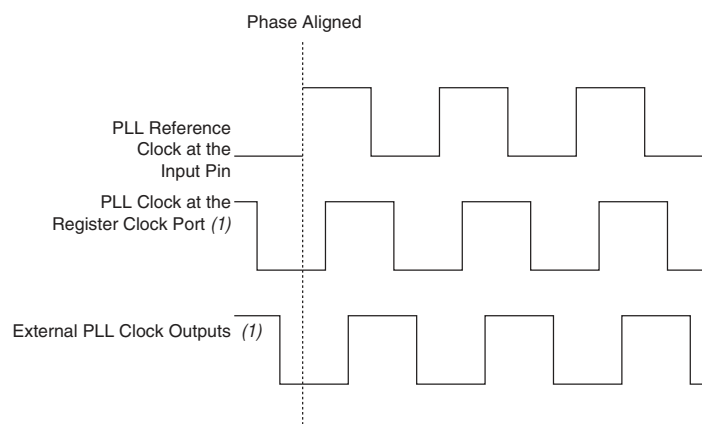 Phase Aligned
PLL Reference
Clock at the
Input Pin
PLL Clock at the
Register Clock Port (1)
External PLL Clock Outputs (1)